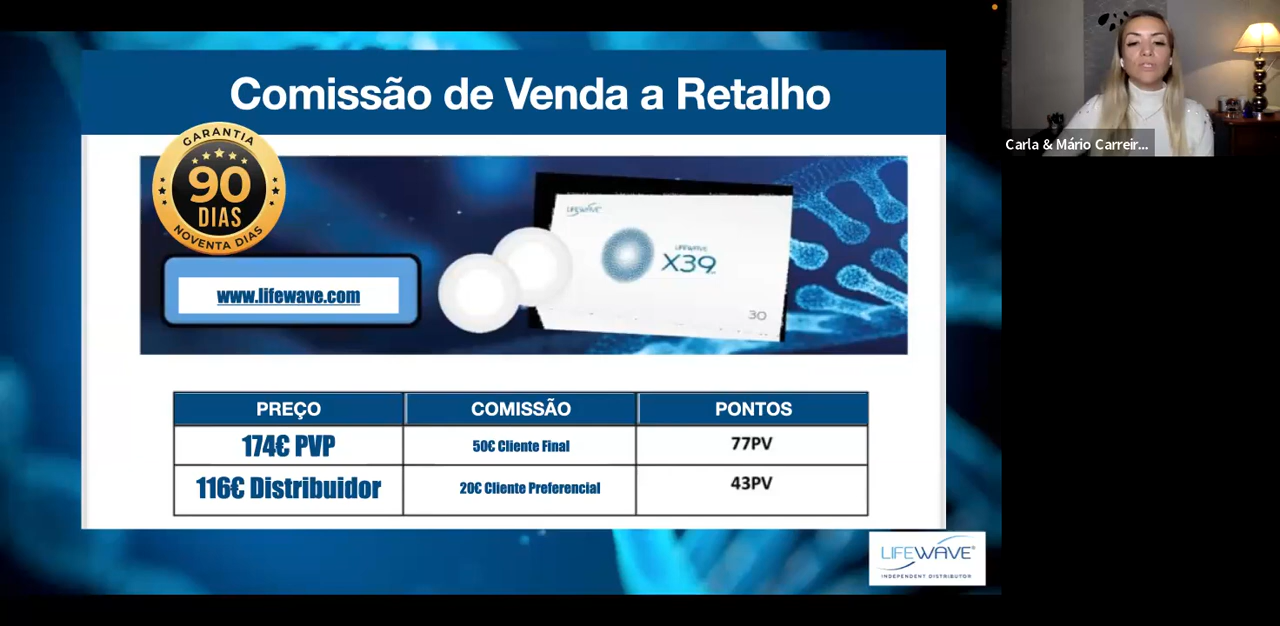 Comissão de Venda a Retalho
GARANTIA
90
DIAS
NOVENTA DIAS
www.lifewave.com
LIFEWAVE
LIFEWAVE
X39
30
PREÇO COMISSÃO PONTOS
174€ PVP 50€ Cliente Final 77PV
116€ Distribuidor 20€ Cliente Preferencial 43PV
LIFEWAVE®
INDEPENDENT DISTRIBUTOR
Carla & Mário Carreir...